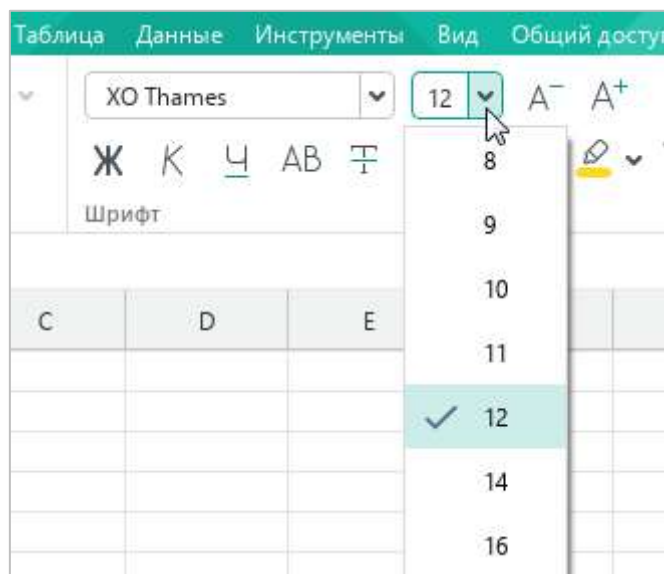 Таблица Данные Инструменты Вид Общий досту
XO Thames 12 A⁻ A⁺
Ж К Ч АВ Т
8
Шрифт
9
10
C D E
11
12
14
16